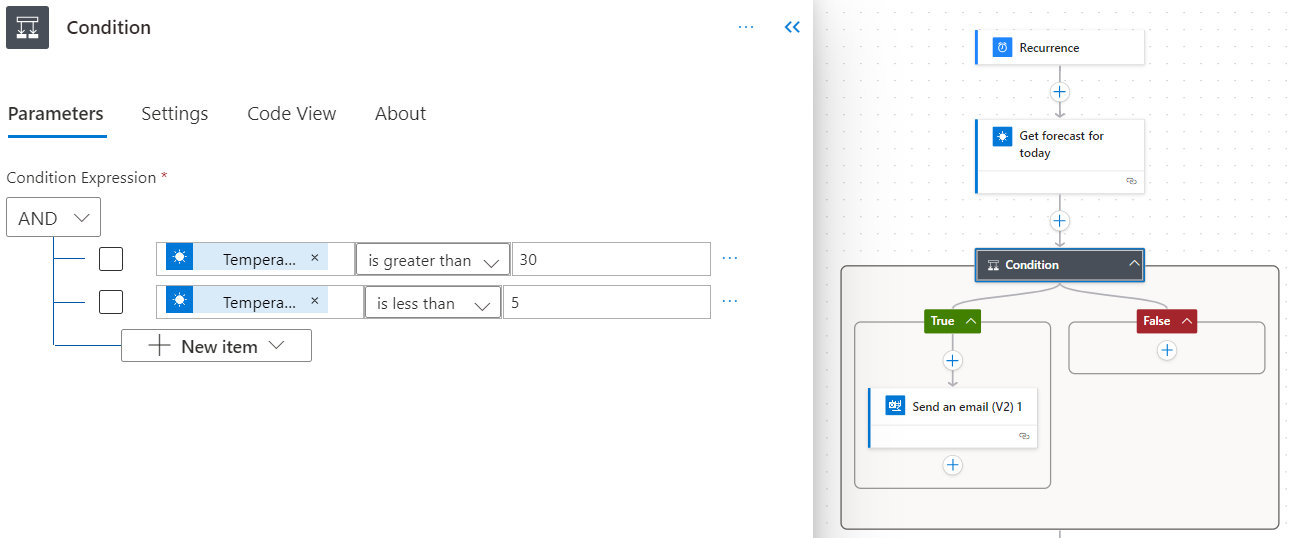 Condition
Parameters Settings Code View About
Condition Expression *
AND
Tempera... × is greater than 30
Tempera... × is less than 5
New item
Recurrence
Get forecast for
today
Condition
True False
Send an email (V2) 1